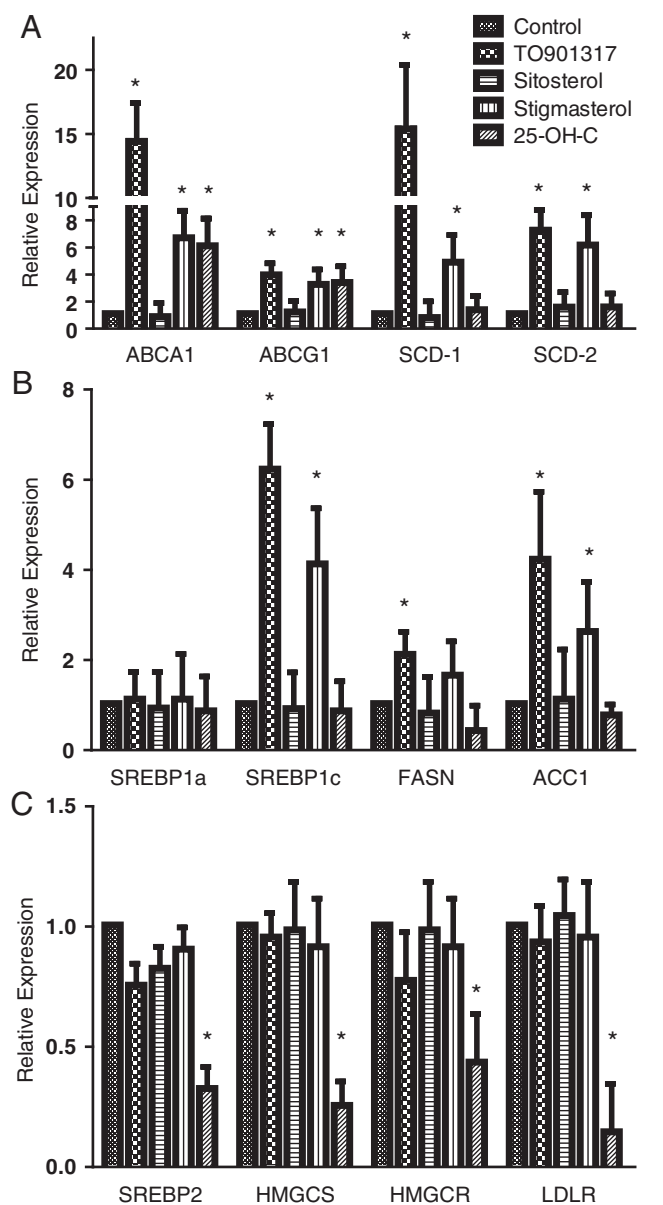 A
Control
TO901317
Sitosterol
Stigmasterol
25-OH-C
Relative Expression
20
15
10
8
6
4
2
0
* * * * * * * * * *
ABCA1 ABCG1 SCD-1 SCD-2
B
Relative Expression
8
6
4
2
0
* * * * *
SREBP1a SREBP1c FASN ACC1
C
Relative Expression
1.5
1.0
0.5
0.0
* * * *
SREBP2 HMGCS HMGCR LDLR